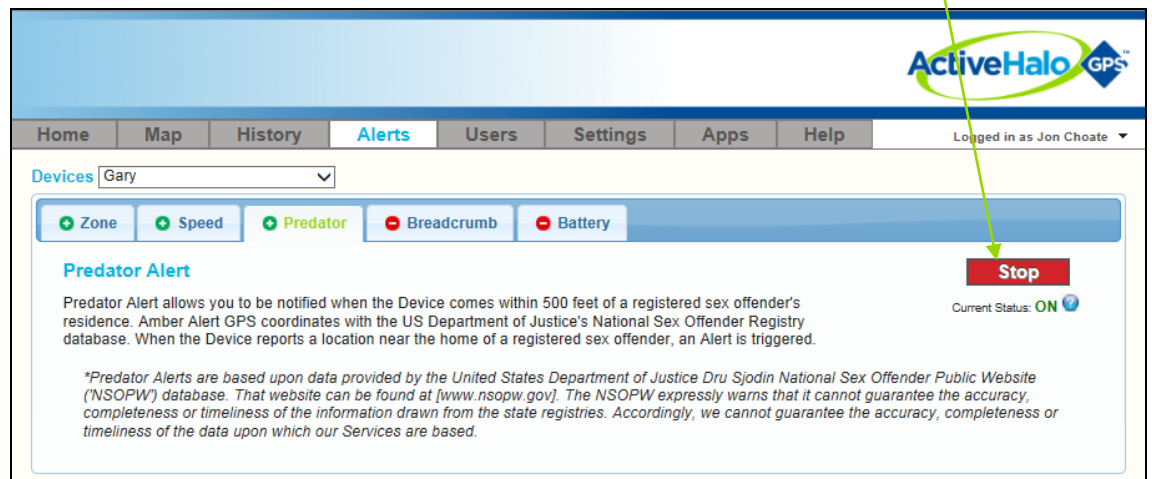 ActiveHalo GPS™
Home Map History Alerts Users Settings Apps Help Logged in as Jon Choate
Devices Gary
Zone Speed Predator Breadcrumb Battery
Predator Alert
Stop
Predator Alert allows you to be notified when the Device comes within 500 feet of a registered sex offender's
Current Status: ON
residence. Amber Alert GPS coordinates with the US Department of Justice's National Sex Offender Registry
database. When the Device reports a location near the home of a registered sex offender, an Alert is triggered.
*Predator Alerts are based upon data provided by the United States Department of Justice Dru Sjodin National Sex Offender Public Website
('NSOPW') database. That website can be found at [www.nsopw.gov]. The NSOPW expressly warns that it cannot guarantee the accuracy,
completeness or timeliness of the information drawn from the state registries. Accordingly, we cannot guarantee the accuracy, completeness or
timeliness of the data upon which our Services are based.